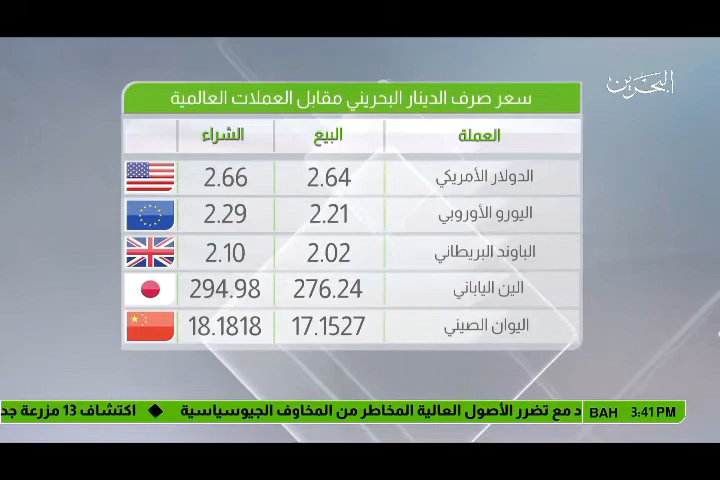 البحرين
سعر صرف الدينار البحريني مقابل العملات العالمية
العملة البيع الشراء
الدولار الأمريكي 2.64 2.66
اليورو الأوروبي 2.21 2.29
الباوند البريطاني 2.02 2.10
الين الياباني 276.24 294.98
اليوان الصيني 17.1527 18.1818
BAH 3:41 PM
د مع تضرر الأصول العالية المخاطر من المخاوف الجيوسياسية ◆ اكتشاف 13 مزرعة جد